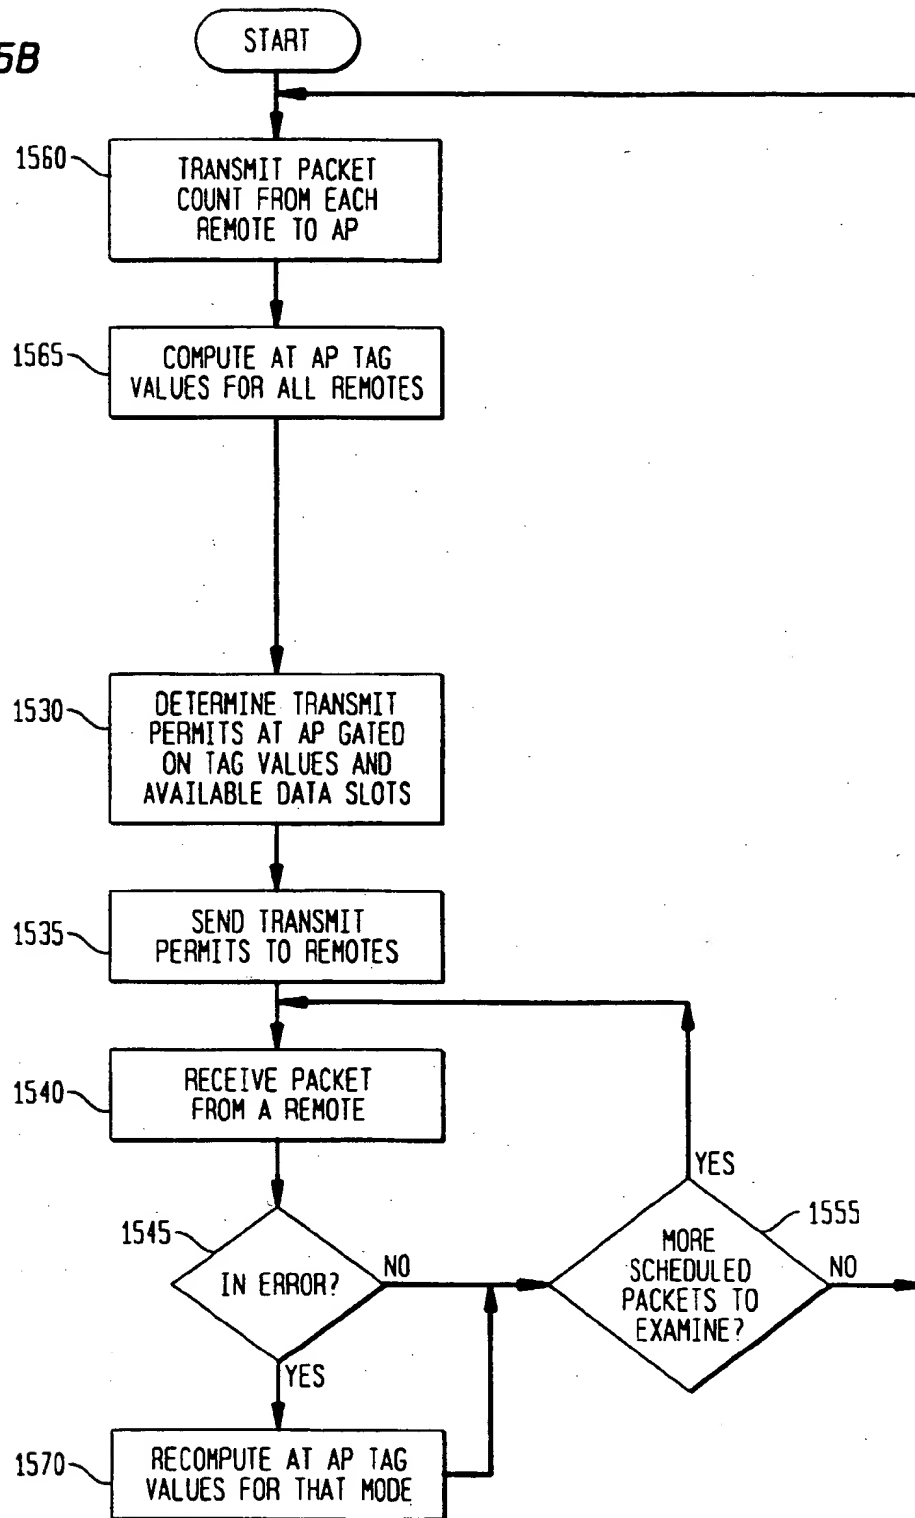 5B
START
1560
TRANSMIT PACKET
COUNT FROM EACH
REMOTE TO AP
1565
COMPUTE AT AP TAG
VALUES FOR ALL REMOTES
1530
DETERMINE TRANSMIT
PERMITS AT AP GATED
ON TAG VALUES AND
AVAILABLE DATA SLOTS
1535
SEND TRANSMIT
PERMITS TO REMOTES
1540
RECEIVE PACKET
FROM A REMOTE
YES
1555
1545
IN ERROR?
NO
MORE
SCHEDULED
PACKETS TO
EXAMINE?
NO
YES
1570
RECOMPUTE AT AP TAG
VALUES FOR THAT MODE